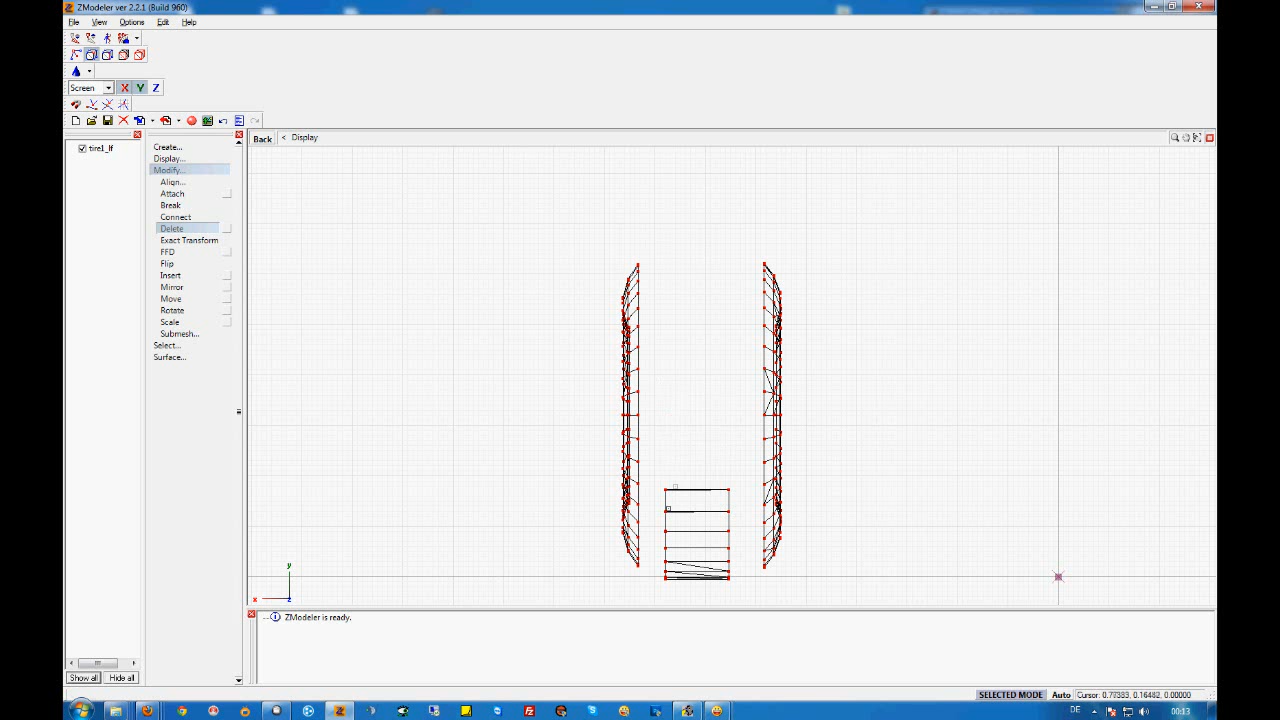 ZModeler ver 2.2.1 (Build 960)
File View Options Edit Help
Screen X Y Z
tire1_lf
Create...
Display...
Modify...
Align...
Attach
Break
Connect
Delete
Exact Transform
FFD
Flip
Insert
Mirror
Move
Rotate
Scale
Submesh...
Select...
Surface...
Back < Display
y
x z
Show all Hide all
ZModeler is ready.
SELECTED MODE Auto Cursor: 0.77333, 0.16482, 0.00000
DE 00:13